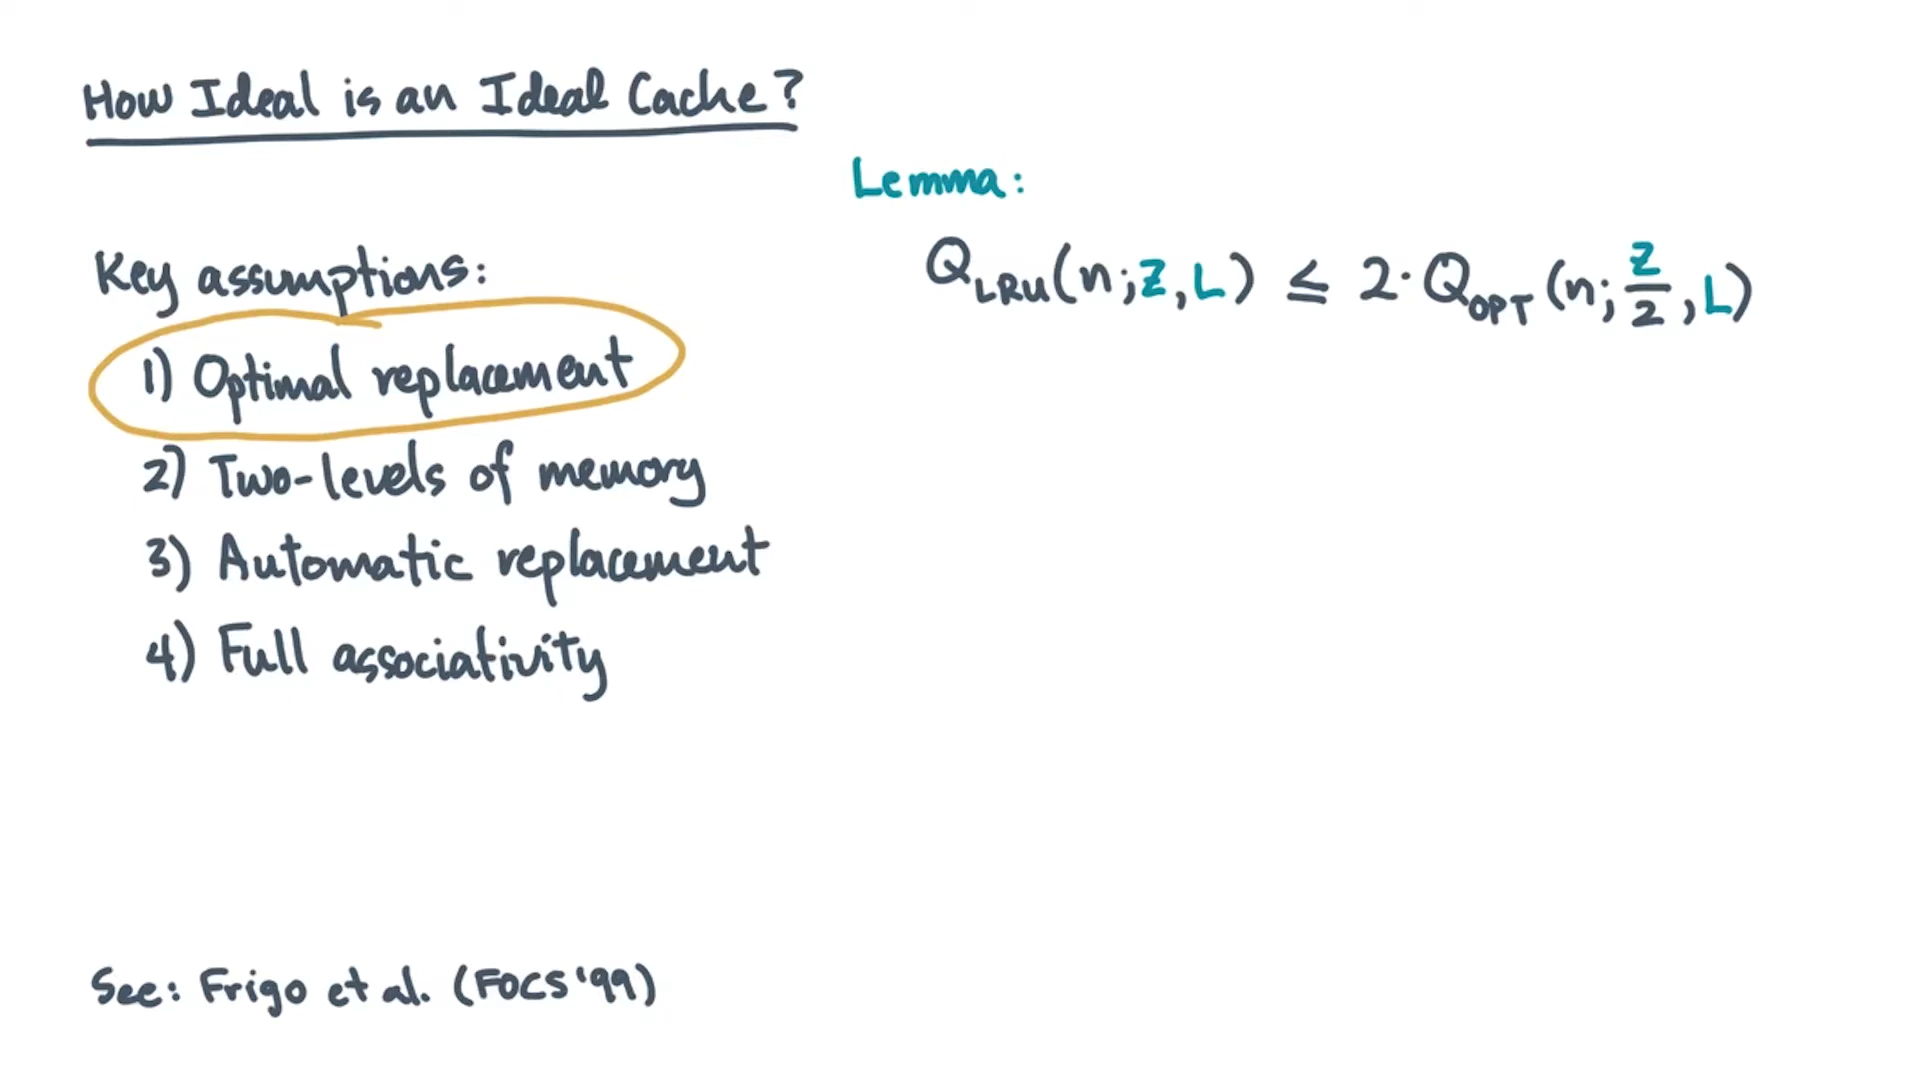 How Ideal is an Ideal Cache?
Lemma:
Q_LRU(n; Z, L) ≤ 2· Q_OPT(n; Z/2, L)
Key assumptions:
1) Optimal replacement
2) Two-levels of memory
3) Automatic replacement
4) Full associativity
See: Frigo et al. (FOCS '99)